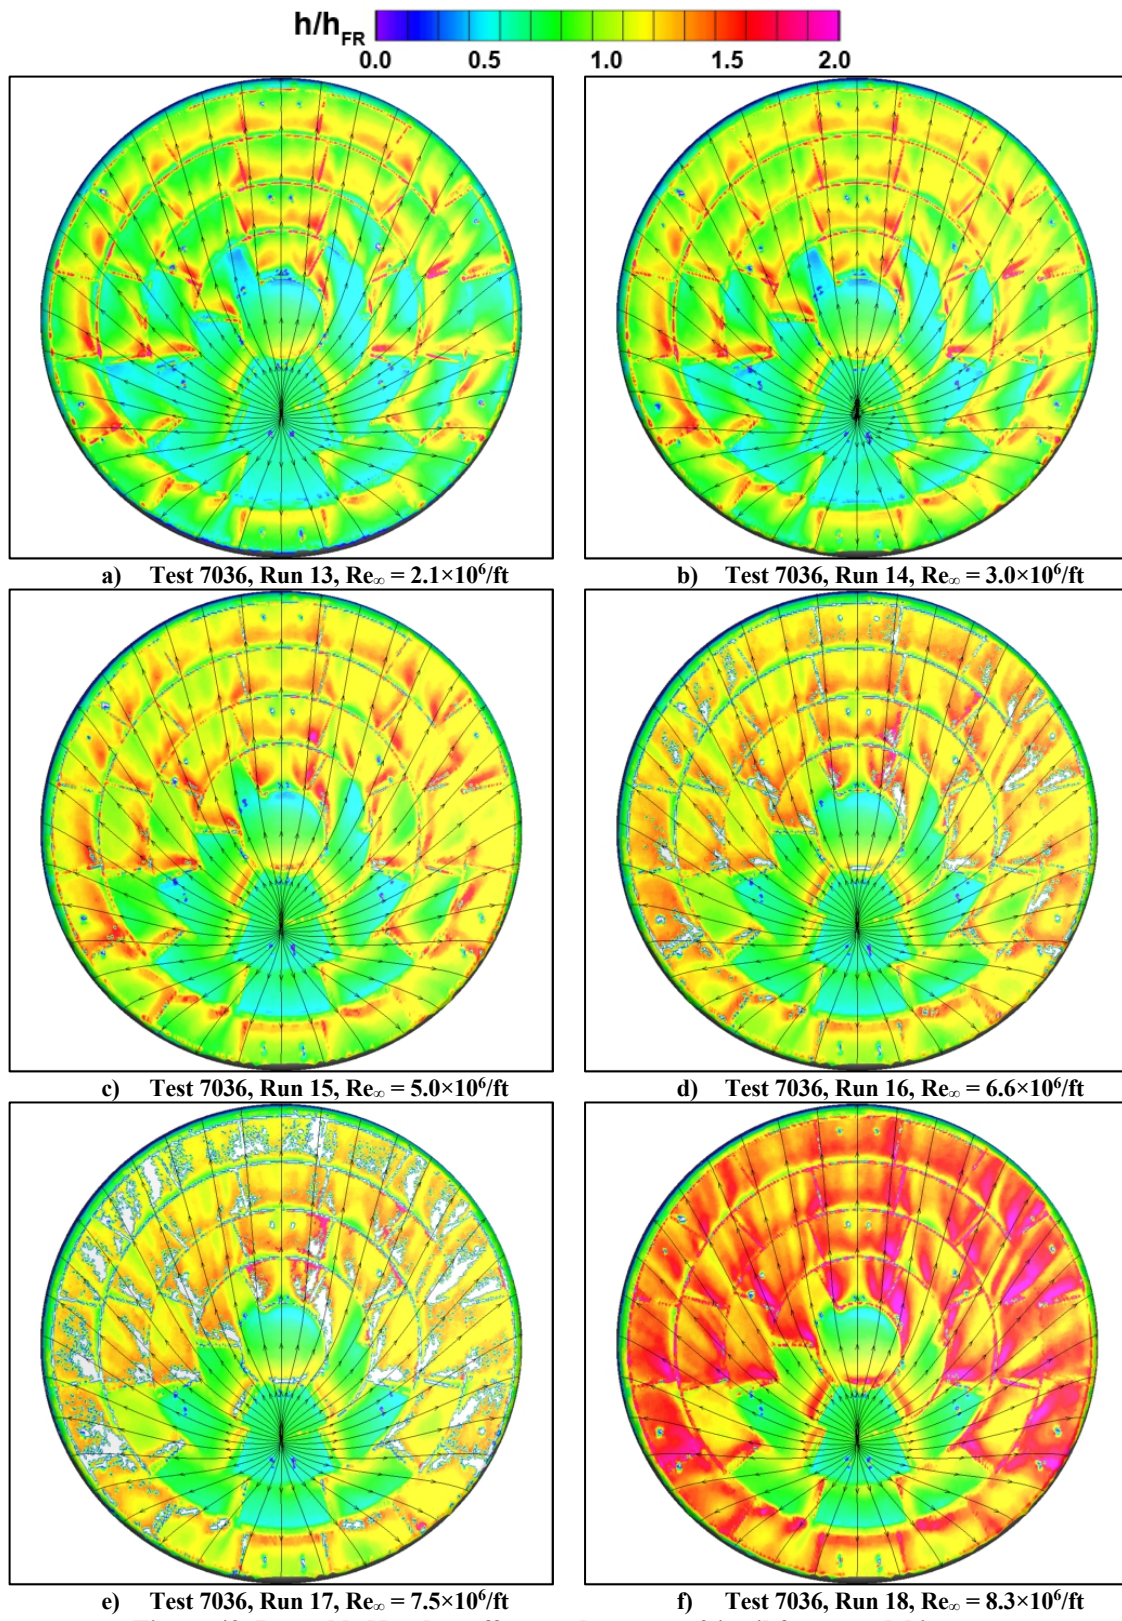 h/hFR
0.0 0.5 1.0 1.5 2.0
a) Test 7036, Run 13, Re∞ = 2.1×10⁶/ft
b) Test 7036, Run 14, Re∞ = 3.0×10⁶/ft
c) Test 7036, Run 15, Re∞ = 5.0×10⁶/ft
d) Test 7036, Run 16, Re∞ = 6.6×10⁶/ft
e) Test 7036, Run 17, Re∞ = 7.5×10⁶/ft
f) Test 7036, Run 18, Re∞ = 8.3×10⁶/ft